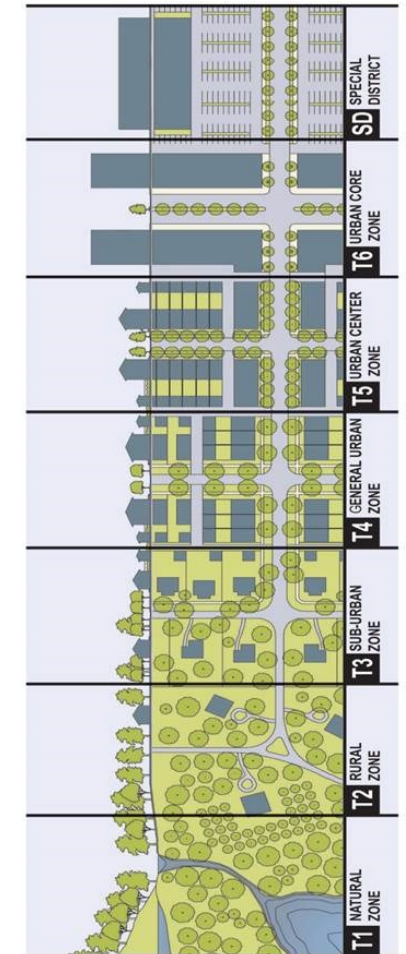 T1 NATURAL
ZONE
T2 RURAL
ZONE
T3 SUB-URBAN
ZONE
T4 GENERAL URBAN
ZONE
T5 URBAN CENTER
ZONE
T6 URBAN CORE
ZONE
SD SPECIAL
DISTRICT